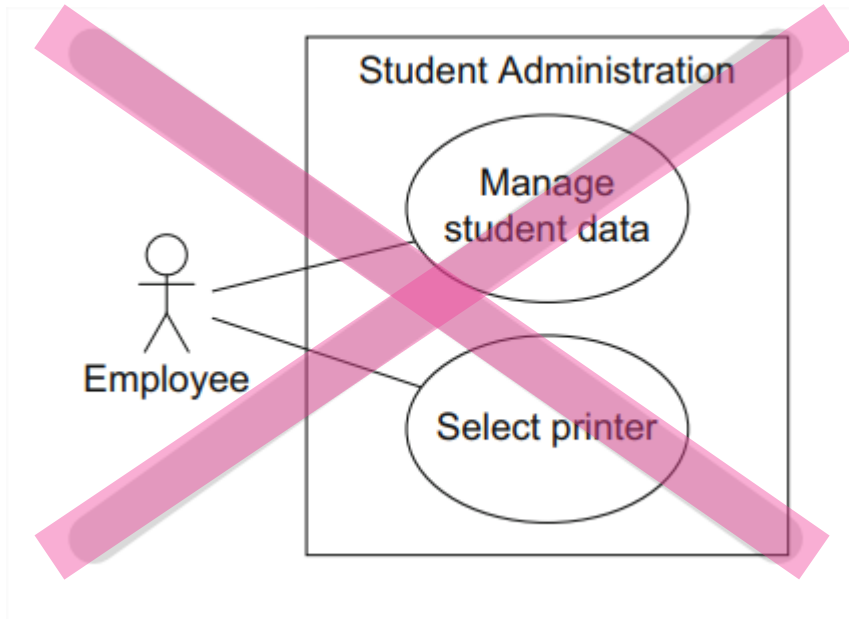 Student Administration
Manage
student data
Employee
Select printer